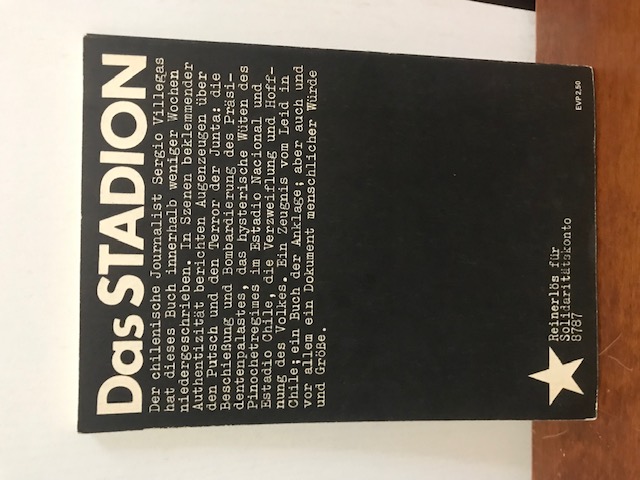 Das STADION
Der chilenische Journalist Sergio Villegas
hat dieses Buch innerhalb weniger Wochen
niedergeschrieben. In Szenen beklemmender
Authentizität berichten Augenzeugen über
den Putsch und den Terror der Junta: die
Beschießung und Bombardierung des Präsi-
dentenpalastes, das hysterische Wüten des
Pinochetregimes im Estadio Nacional und
Estadio Chile, die Verzweiflung und Hoff-
nung des Volkes. Ein Zeugnis vom Leid in
Chile; ein Buch der Anklage; aber auch und
vor allem ein Dokument menschlicher Würde
und Größe.
Reinerlös für
Solidaritätskonto
8787
EVP 2,50